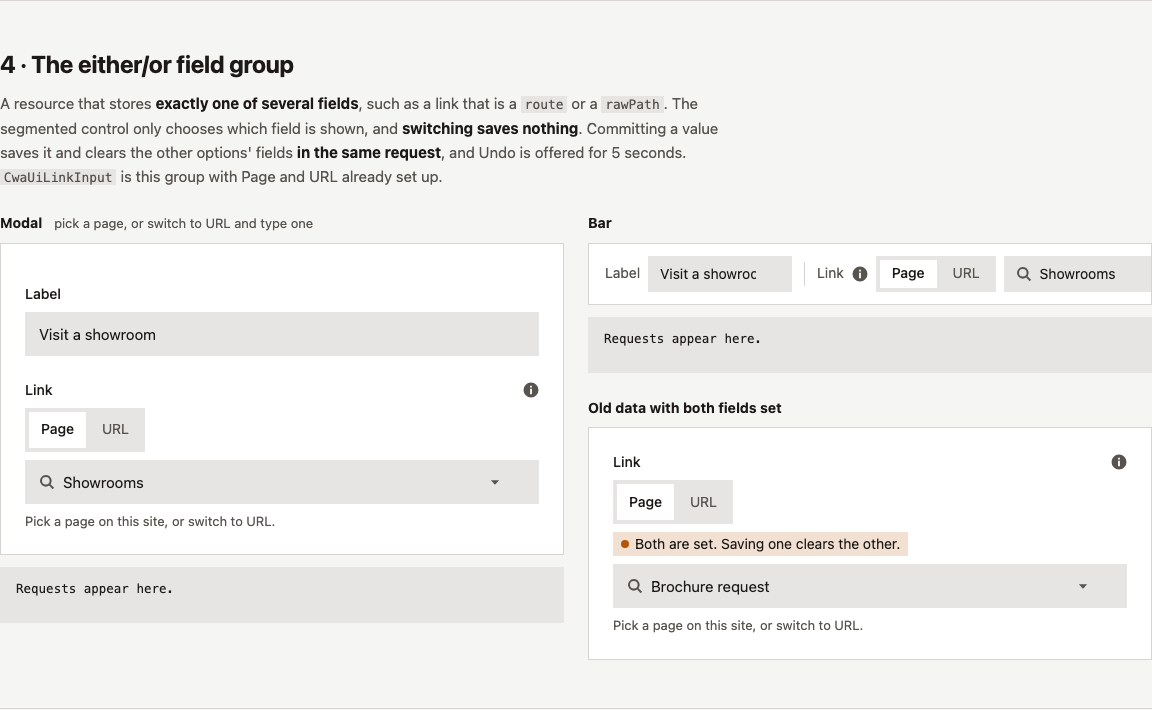 4 · The either/or field group
A resource that stores exactly one of several fields, such as a link that is a route or a rawPath. The
segmented control only chooses which field is shown, and switching saves nothing. Committing a value
saves it and clears the other options' fields in the same request, and Undo is offered for 5 seconds.
CwaUiLinkInput is this group with Page and URL already set up.
Modal pick a page, or switch to URL and type one
Label
Visit a showroom
Link
Page URL
Showrooms
Pick a page on this site, or switch to URL.
Requests appear here.
Bar
Label Visit a showroc Link Page URL Showrooms
Requests appear here.
Old data with both fields set
Link
Page URL
Both are set. Saving one clears the other.
Brochure request
Pick a page on this site, or switch to URL.